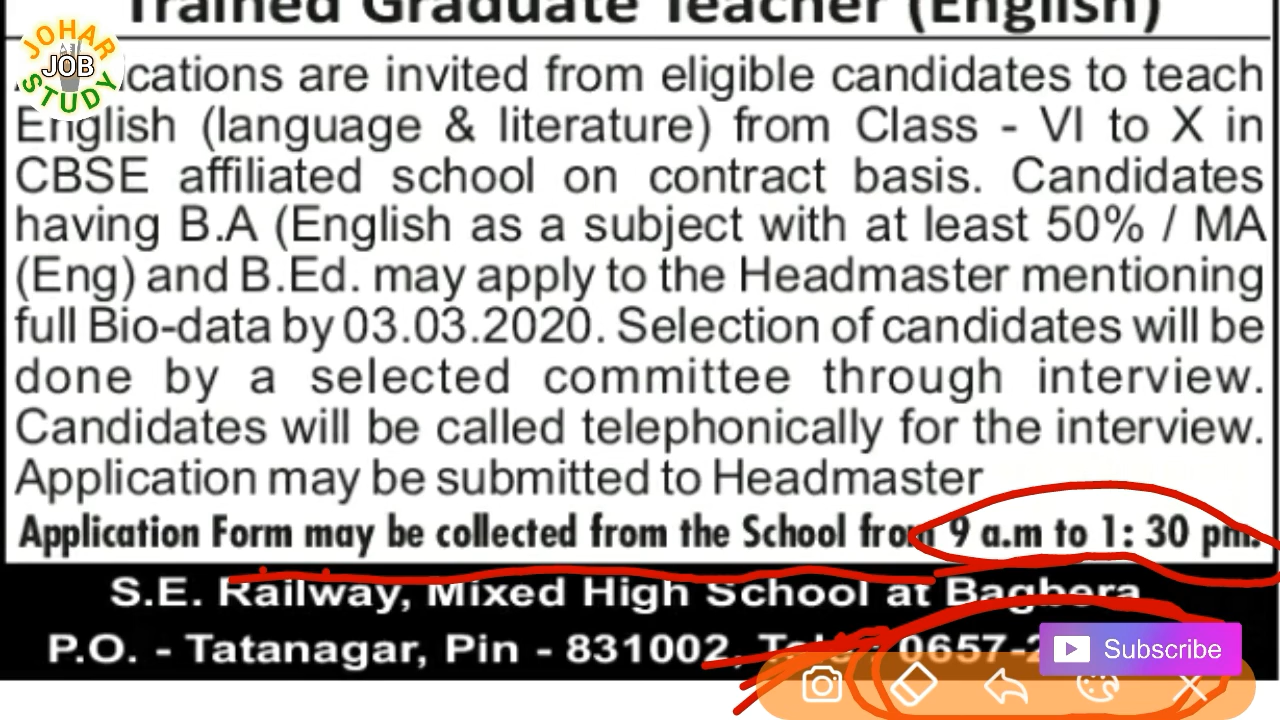 Trained Graduate Teacher (English)
JOHAR
JOB
STUDY
cations are invited from eligible candidates to teach
English (language & literature) from Class - VI to X in
CBSE affiliated school on contract basis. Candidates
having B.A (English as a subject with at least 50% / MA
(Eng) and B.Ed. may apply to the Headmaster mentioning
full Bio-data by 03.03.2020. Selection of candidates will be
done by a selected committee through interview.
Candidates will be called telephonically for the interview.
Application may be submitted to Headmaster
Application Form may be collected from the School from 9 a.m to 1: 30 pm.
S.E. Railway, Mixed High School at Bagbera
P.O. - Tatanagar, Pin - 831002, 0657-2
Subscribe